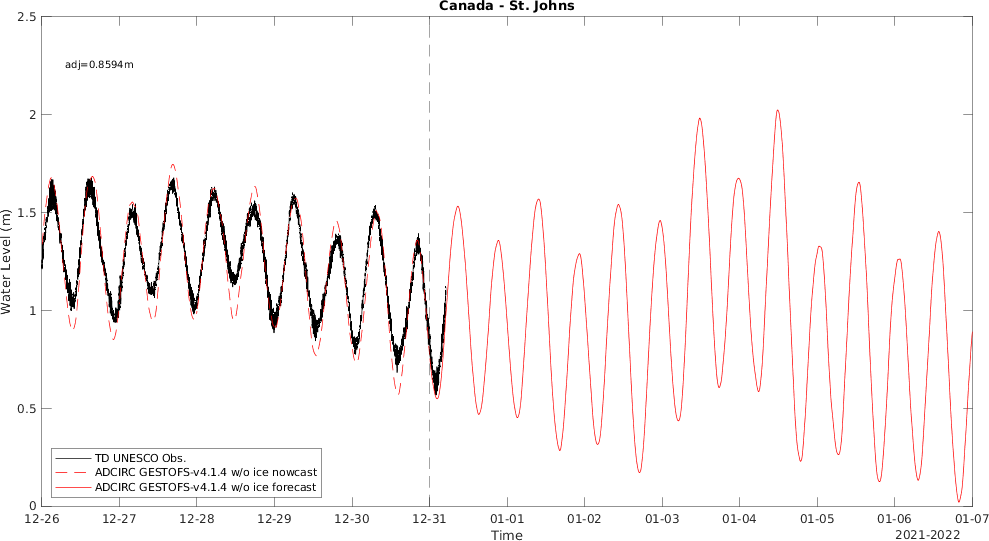 Canada - St. Johns
2.5
adj=0.8594m
2
1.5
Water Level (m)
1
0.5
TD UNESCO Obs.
ADCIRC GESTOFS-v4.1.4 w/o ice nowcast
ADCIRC GESTOFS-v4.1.4 w/o ice forecast
0
12-26 12-27 12-28 12-29 12-30 12-31 01-01 01-02 01-03 01-04 01-05 01-06 01-07
Time
2021-2022